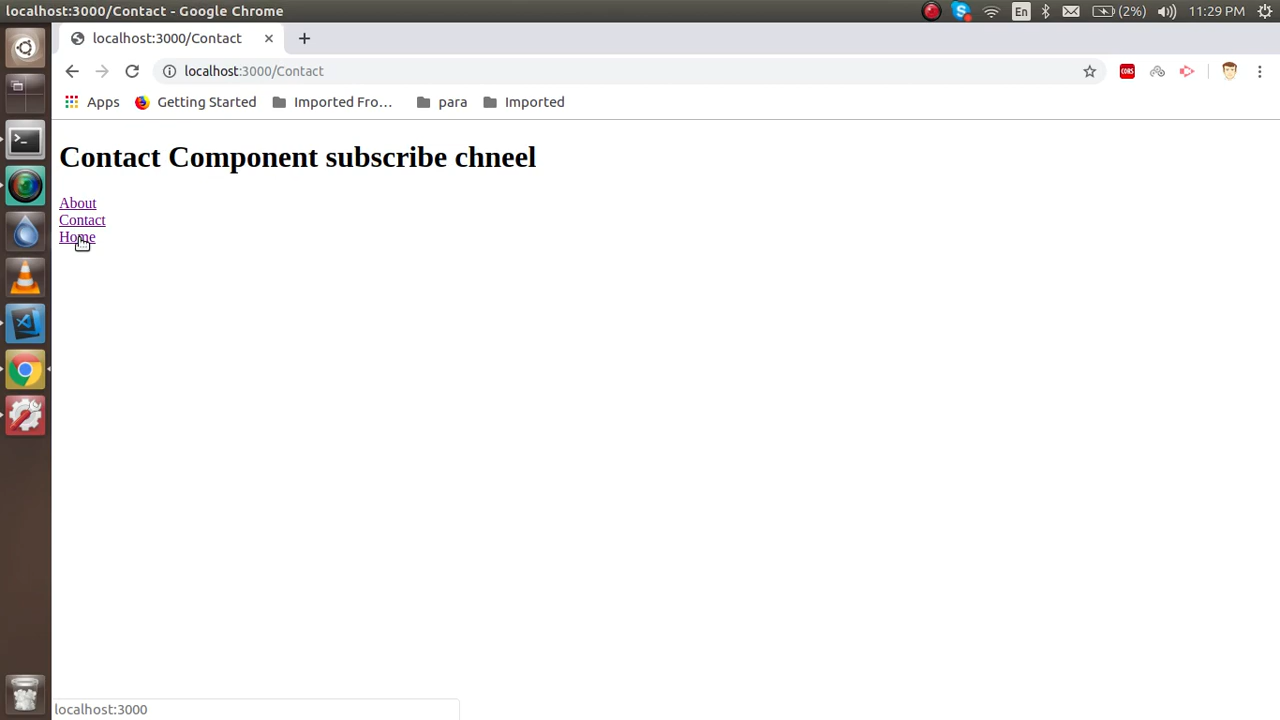 localhost:3000/Contact - Google Chrome
En
(2%)
11:29 PM
localhost:3000/Contact
localhost:3000/Contact
CORS
Apps
Getting Started
Imported Fro...
para
Imported
Contact Component subscribe chneel
About
Contact
Home
localhost:3000